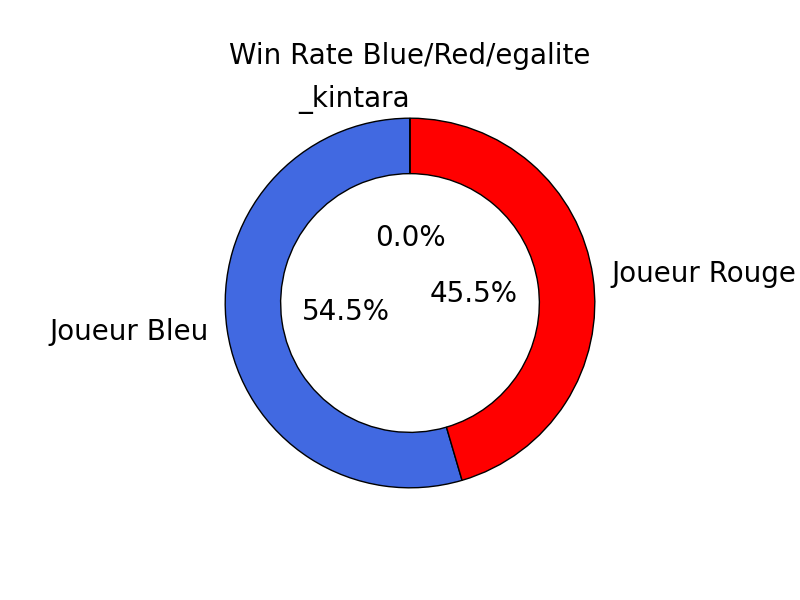 Win Rate Blue/Red/egalite
_kintara
0.0%
Joueur Rouge
45.5%
54.5%
Joueur Bleu